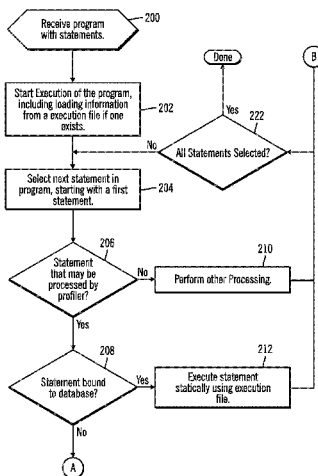 200
Receive program
with statements.
Done
B
Start Execution of the program,
including loading information
from a execution file if one
exists.
202
Yes
222
No
All Statements Selected?
Select next statement in
program, starting with a first
statement.
204
206
Statement
that may be
processed by
profiler?
No
210
Perform other Processing.
Yes
208
Statement bound
to database?
Yes
212
Execute statement
statically using execution
file.
No
A